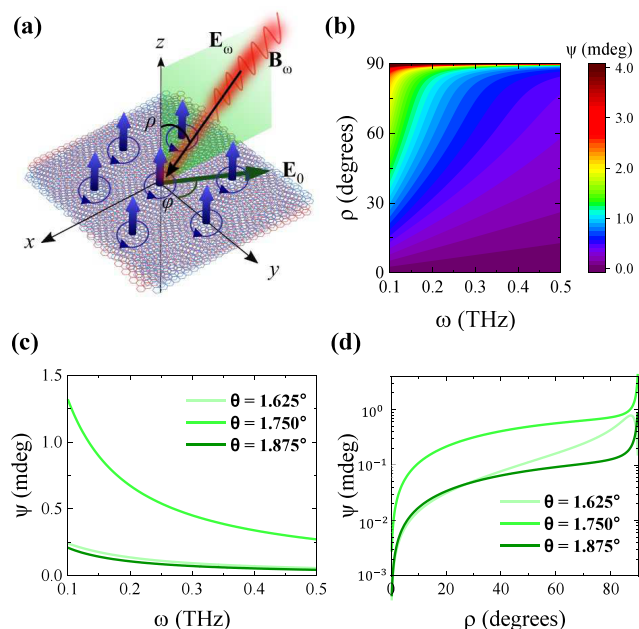 (a)
z
E_ω
B_ω
ρ
E_0
φ
x
y
(b)
ψ (mdeg)
90
60
30
0
ρ (degrees)
0.1 0.2 0.3 0.4 0.5
ω (THz)
4.0
3.0
2.0
1.0
0.0
(c)
1.5
1.0
0.5
0.0
ψ (mdeg)
θ = 1.625°
θ = 1.750°
θ = 1.875°
0.1 0.2 0.3 0.4 0.5
ω (THz)
(d)
10⁰
10⁻¹
10⁻²
10⁻³
ψ (mdeg)
θ = 1.625°
θ = 1.750°
θ = 1.875°
0 20 40 60 80
ρ (degrees)